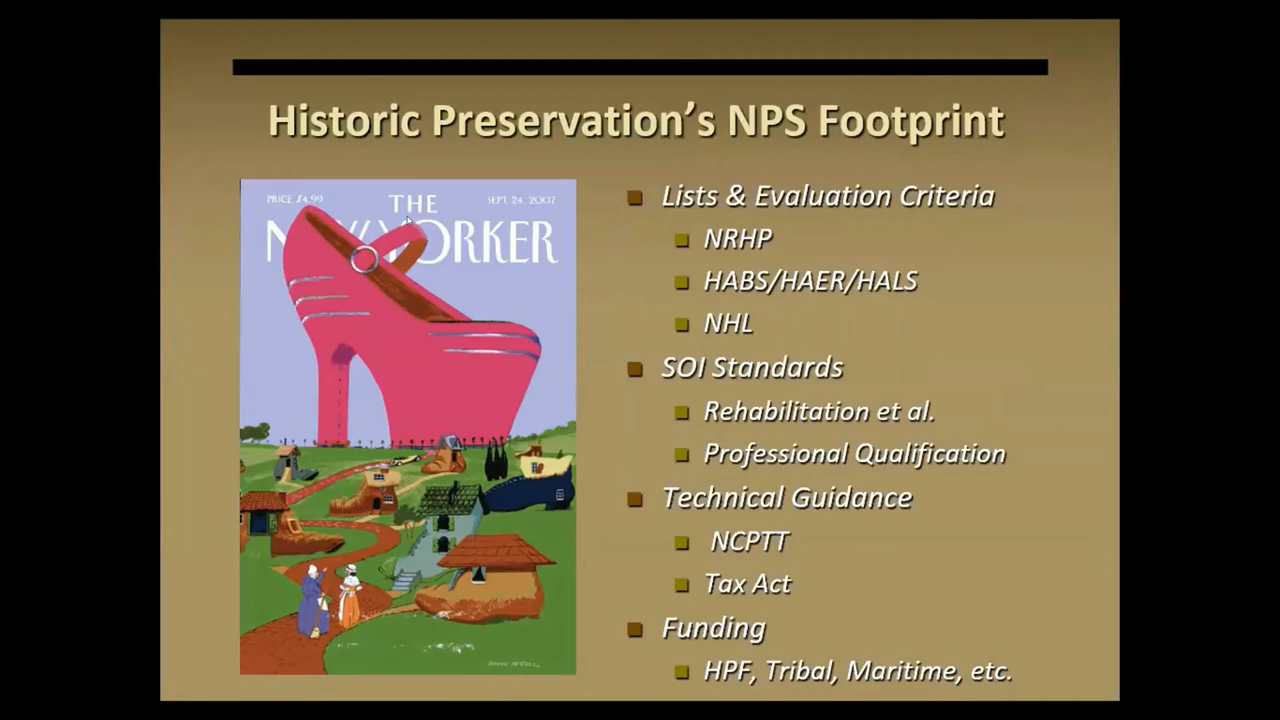 Historic Preservation's NPS Footprint
PRICE $4.99
THE
SEPT. 24, 2007
NEW YORKER
Lists & Evaluation Criteria
NRHP
HABS/HAER/HALS
NHL
SOI Standards
Rehabilitation et al.
Professional Qualification
Technical Guidance
NCPTT
Tax Act
Funding
HPF, Tribal, Maritime, etc.